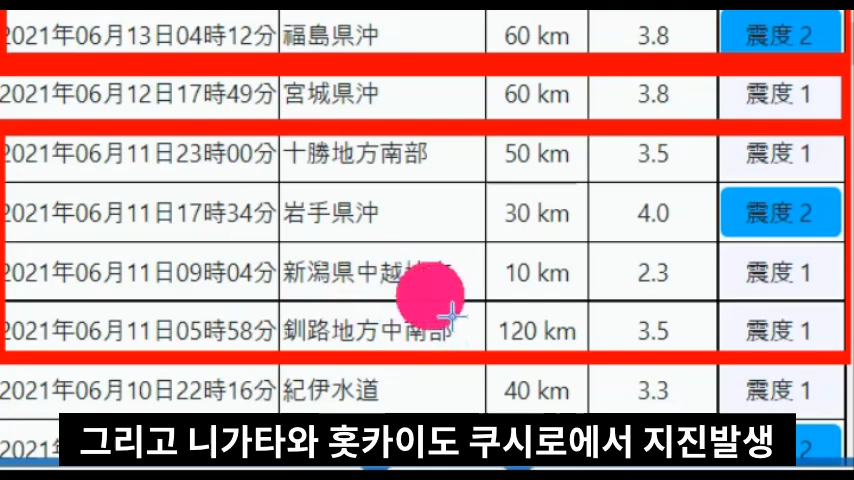 2021年06月13日04時12分 福島県沖 60 km 3.8 震度 2
2021年06月12日17時49分 宮城県沖 60 km 3.8 震度 1
2021年06月11日23時00分 十勝地方南部 50 km 3.5 震度 1
2021年06月11日17時34分 岩手県沖 30 km 4.0 震度 2
2021年06月11日09時04分 新潟県中越 10 km 2.3 震度 1
2021年06月11日05時58分 釧路地方中南部 120 km 3.5 震度 1
2021年06月10日22時16分 紀伊水道 40 km 3.3 震度 1
2021 2
그리고 니가타와 홋카이도 쿠시로에서 지진발생